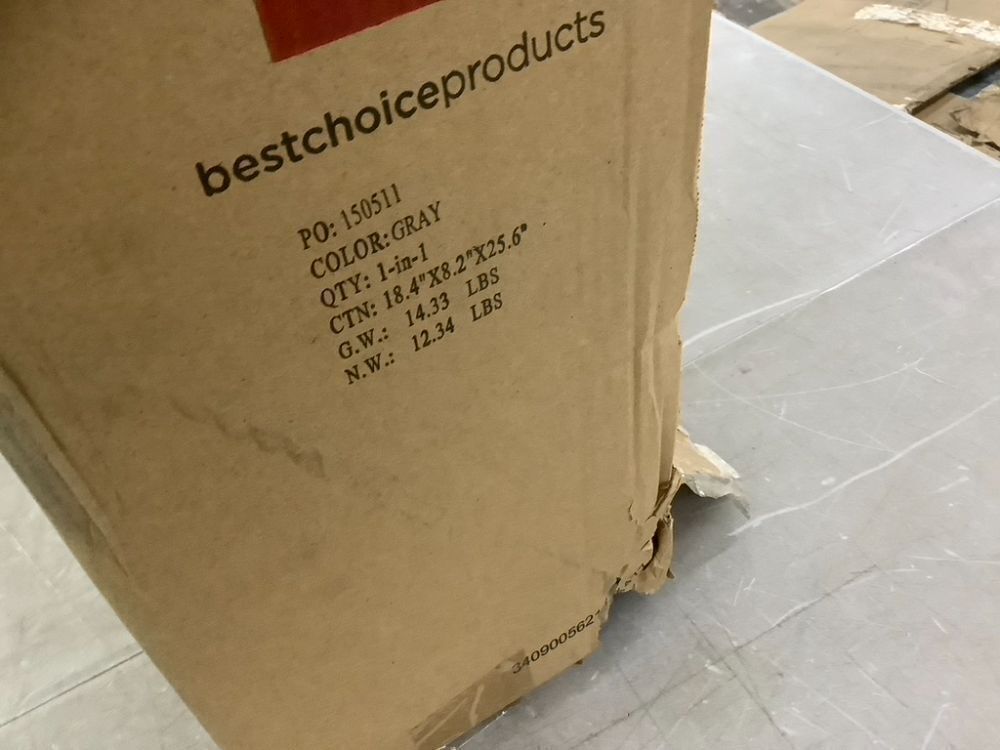 bestchoiceproducts
PO: 150511
COLOR:GRAY
QTY: 1-in-1
CTN: 18.4"X8.2"X25.6"
G.W.: 14.33 LBS
N.W.: 12.34 LBS
3409005621